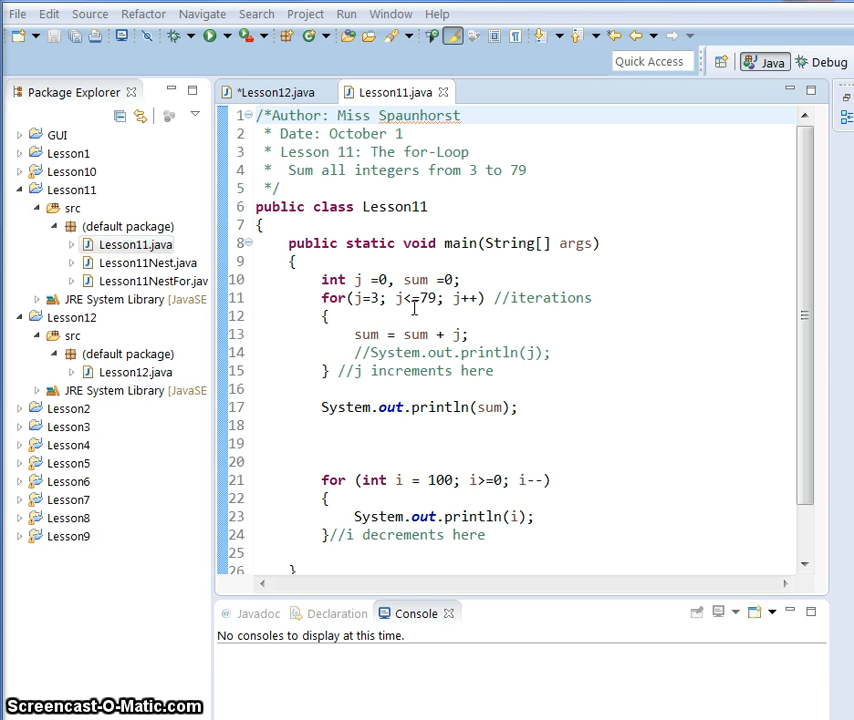 File Edit Source Refactor Navigate Search Project Run Window Help
Quick Access Java Debug
Package Explorer
GUI
Lesson1
Lesson10
Lesson11
src
(default package)
Lesson11.java
Lesson11Nest.java
Lesson11NestFor.jav
JRE System Library [JavaSE
Lesson12
src
(default package)
Lesson12.java
JRE System Library [JavaSE
Lesson2
Lesson3
Lesson4
Lesson5
Lesson6
Lesson7
Lesson8
Lesson9
*Lesson12.java Lesson11.java
1 /*Author: Miss Spaunhorst
2 * Date: October 1
3 * Lesson 11: The for-Loop
4 *  Sum all integers from 3 to 79
5 */
6 public class Lesson11
7 {
8 public static void main(String[] args)
9 {
10 int j =0, sum =0;
11 for(j=3; j<=79; j++) //iterations
12 {
13 sum = sum + j;
14 //System.out.println(j);
15 } //j increments here
16
17 System.out.println(sum);
18
19
20
21 for (int i = 100; i>=0; i--)
22 {
23 System.out.println(i);
24 }//i decrements here
25
26 }
Javadoc Declaration Console
No consoles to display at this time.
Screencast-O-Matic.com